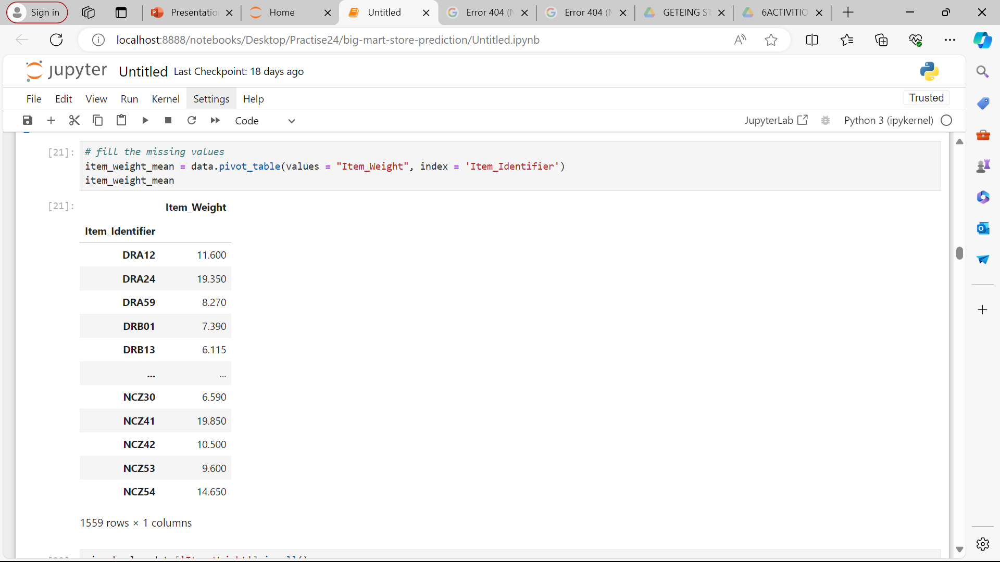 Sign in
Presentatio
Home
Untitled
Error 404 (N
Error 404 (N
GETEING ST
6ACTIVITIO
localhost:8888/notebooks/Desktop/Practise24/big-mart-store-prediction/Untitled.ipynb
jupyter Untitled Last Checkpoint: 18 days ago
File Edit View Run Kernel Settings Help
Trusted
Code
JupyterLab
Python 3 (ipykernel)
[21]: # fill the missing values
item_weight_mean = data.pivot_table(values = "Item_Weight", index = 'Item_Identifier')
item_weight_mean
[21]: Item_Weight
Item_Identifier
DRA12 11.600
DRA24 19.350
DRA59 8.270
DRB01 7.390
DRB13 6.115
... ...
NCZ30 6.590
NCZ41 19.850
NCZ42 10.500
NCZ53 9.600
NCZ54 14.650
1559 rows × 1 columns